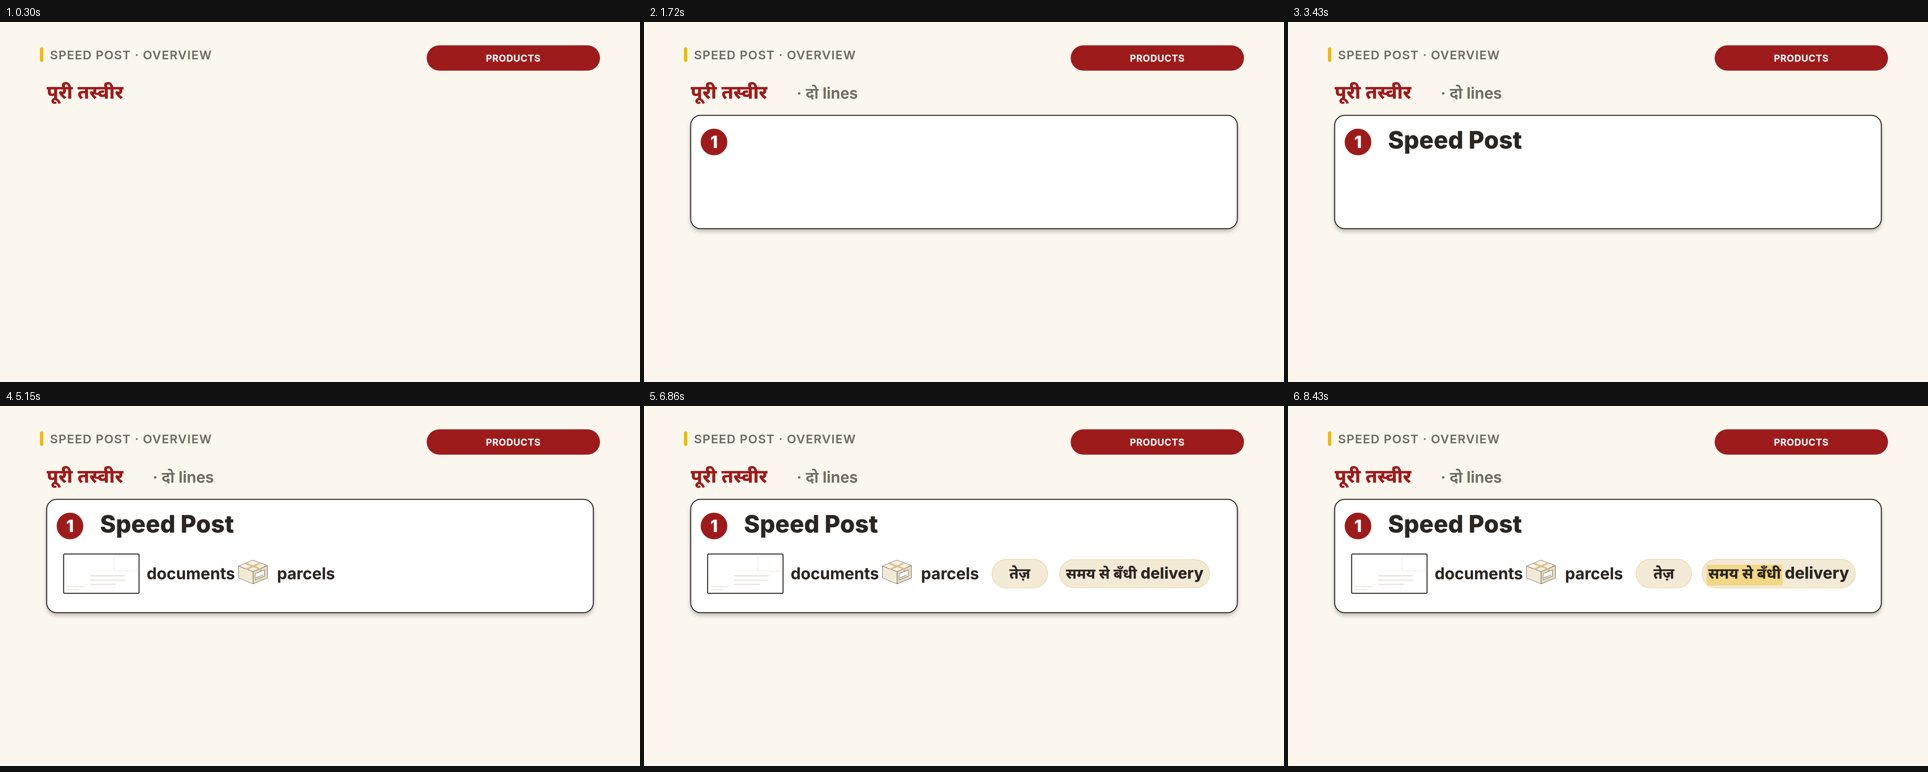 1. 0.30s
SPEED POST · OVERVIEW
PRODUCTS
पूरी तस्वीर
2. 1.72s
SPEED POST · OVERVIEW
PRODUCTS
पूरी तस्वीर · दो lines
1
3. 3.43s
SPEED POST · OVERVIEW
PRODUCTS
पूरी तस्वीर · दो lines
1 Speed Post
4. 5.15s
SPEED POST · OVERVIEW
PRODUCTS
पूरी तस्वीर · दो lines
1 Speed Post
documents parcels
5. 6.86s
SPEED POST · OVERVIEW
PRODUCTS
पूरी तस्वीर · दो lines
1 Speed Post
documents parcels तेज़ समय से बँधी delivery
6. 8.43s
SPEED POST · OVERVIEW
PRODUCTS
पूरी तस्वीर · दो lines
1 Speed Post
documents parcels तेज़ समय से बँधी delivery